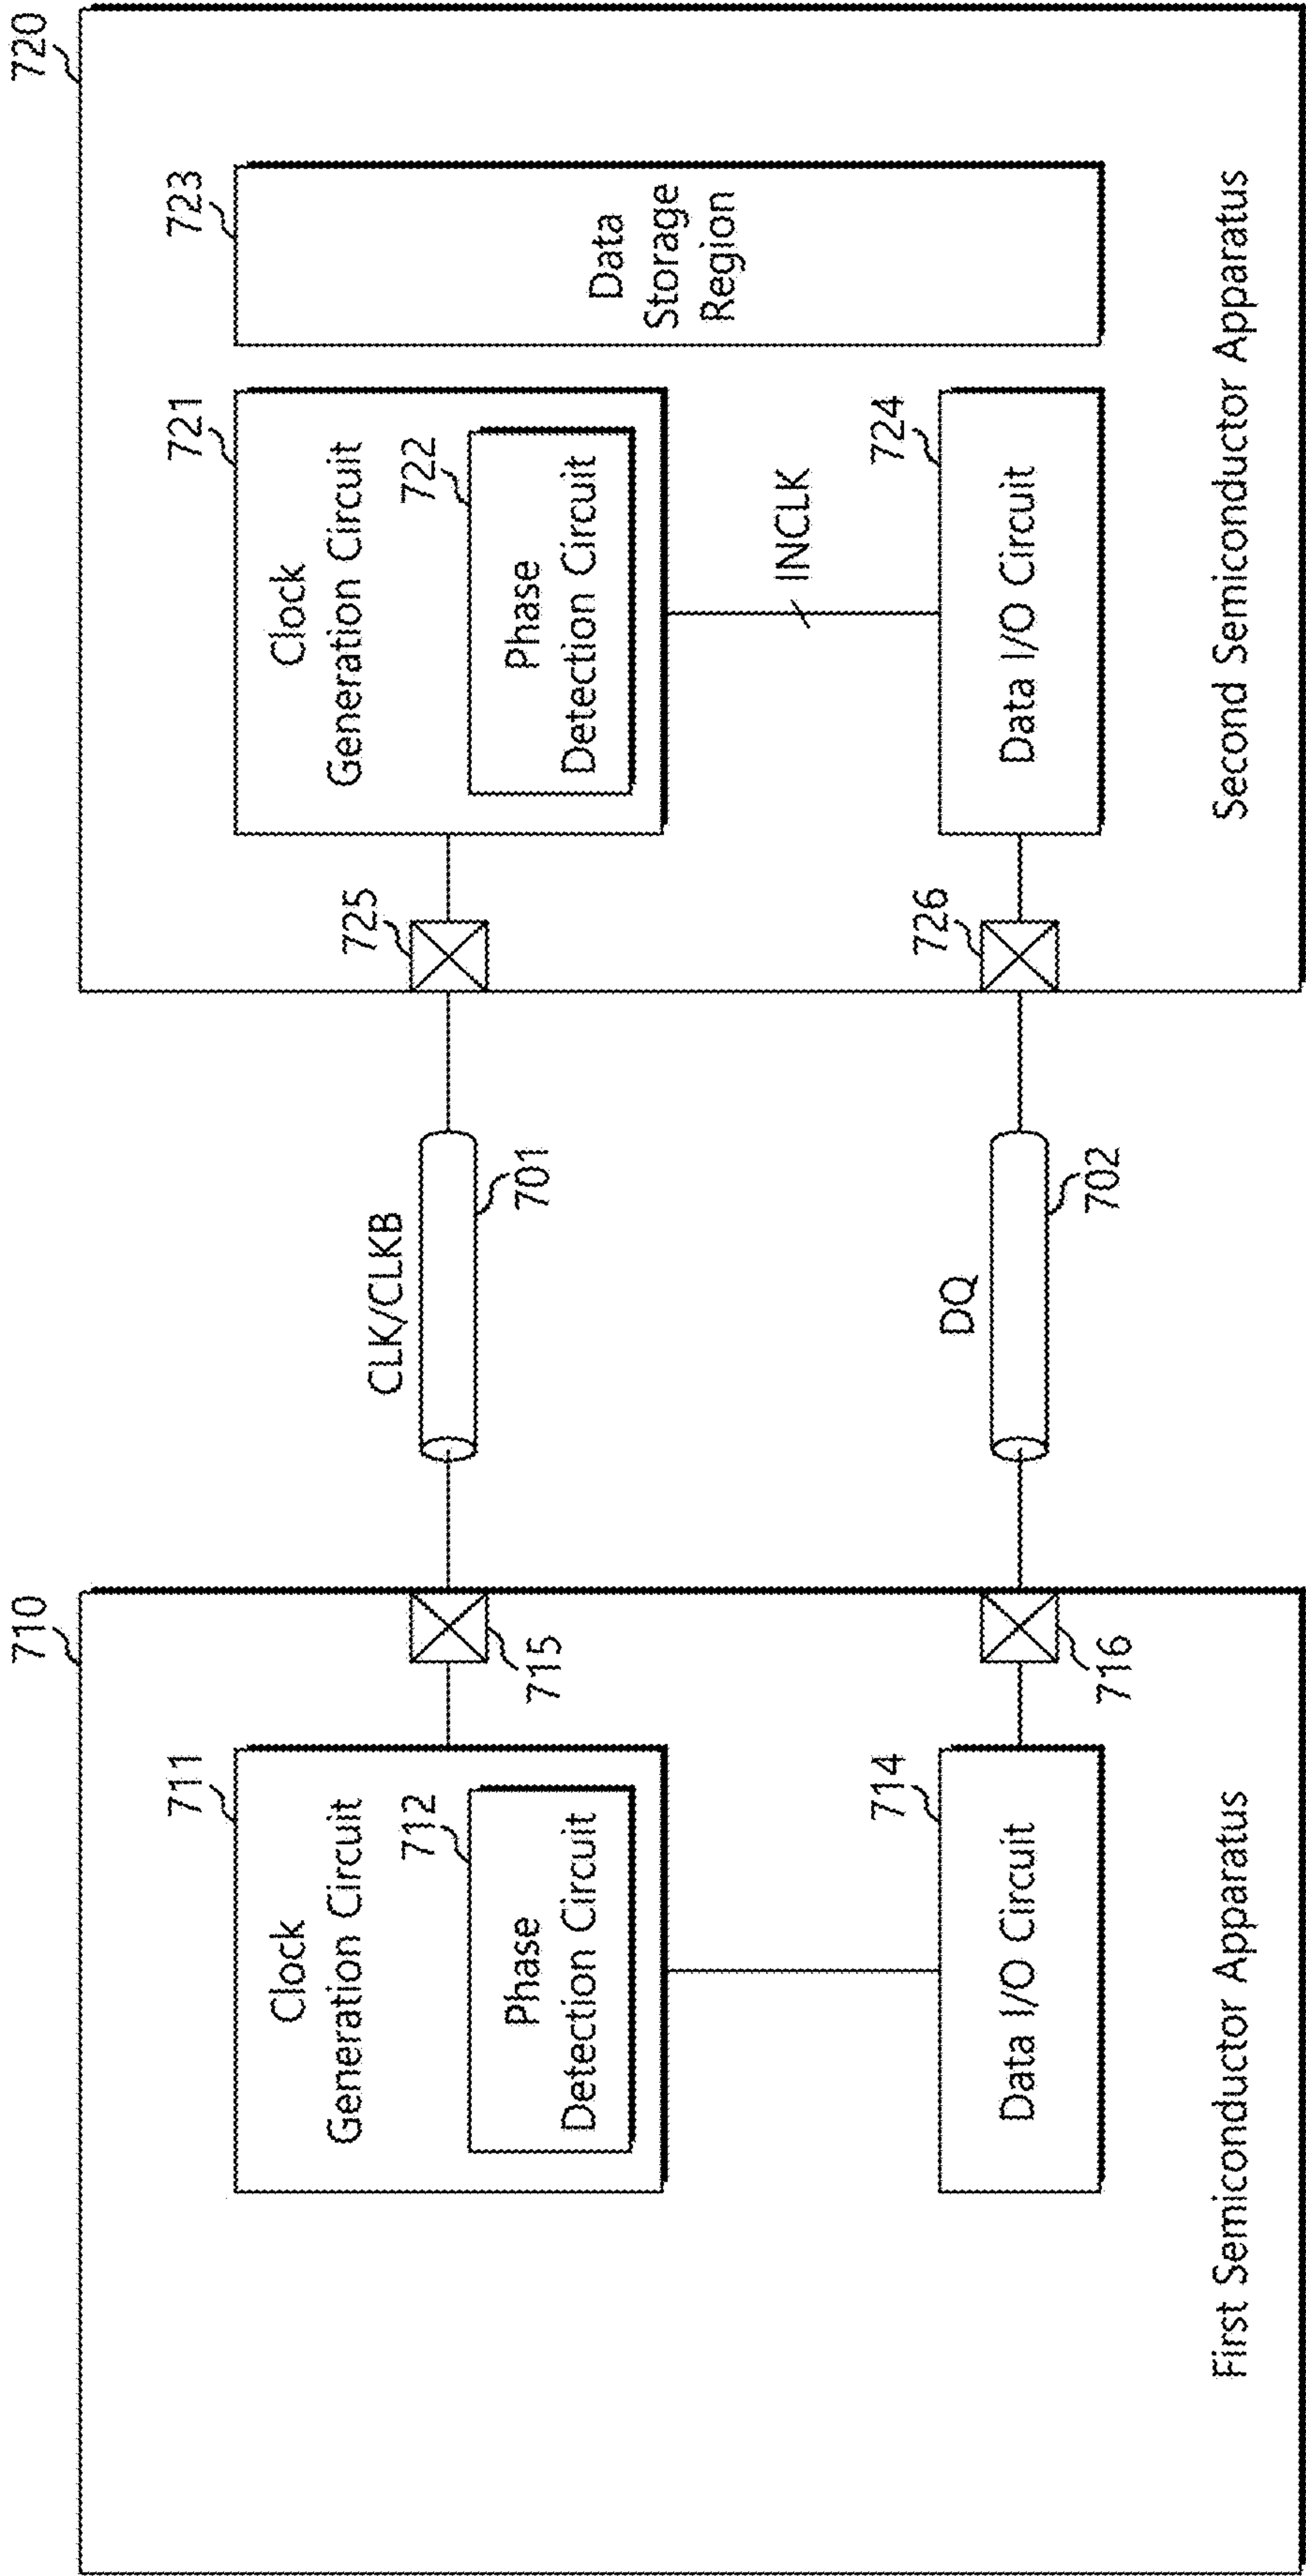 710
711
Clock
Generation Circuit
712
Phase
Detection Circuit
714
Data I/O Circuit
715
716
First Semiconductor Apparatus
CLK/CLKB
701
DQ
702
720
721
Clock
Generation Circuit
722
Phase
Detection Circuit
723
Data
Storage
Region
INCLK
724
Data I/O Circuit
725
726
Second Semiconductor Apparatus